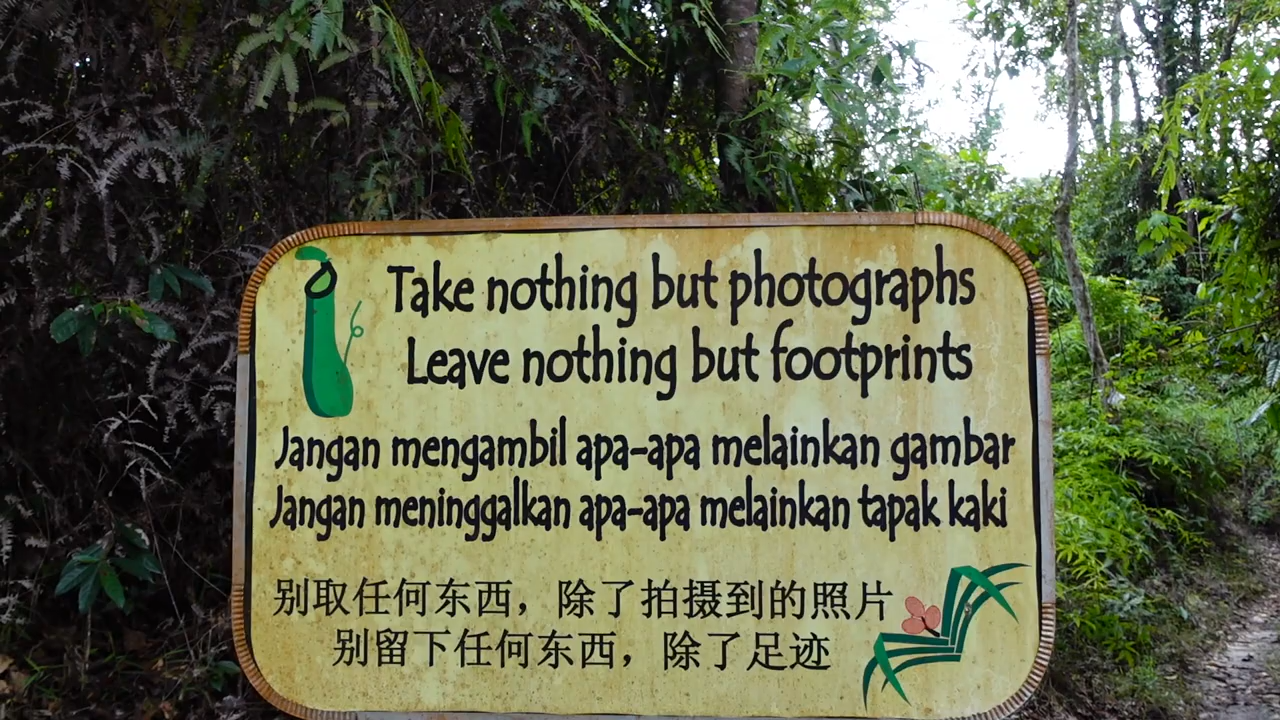 Take nothing but photographs
Leave nothing but footprints
Jangan mengambil apa-apa melainkan gambar
Jangan meninggalkan apa-apa melainkan tapak kaki
别取任何东西，除了拍摄到的照片
别留下任何东西，除了足迹